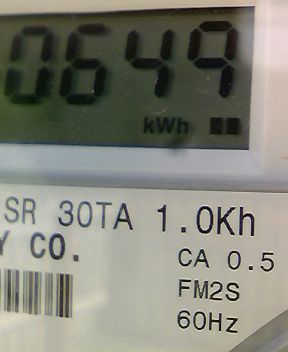 0649
kWh
SR 30TA 1.0Kh
Y CO.
CA 0.5
FM2S
60Hz